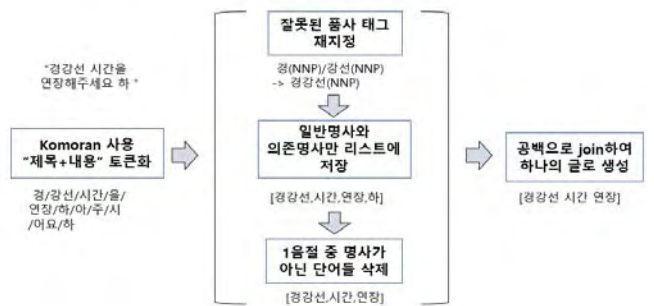 "경강선 시간을
연장해주세요 하 "
Komoran 사용
"제목+내용" 토큰화
경/강선/시간/을/
연장/하/아/주/시
/어요/하
잘못된 품사 태그
재지정
경(NNP)/강선(NNP)
-> 경강선(NNP)
일반명사와
의존명사만 리스트에
저장
[경강선,시간,연장,하]
1음절 중 명사가
아닌 단어들 삭제
[경강선,시간,연장]
공백으로 join하여
하나의 글로 생성
[경강선 시간 연장]